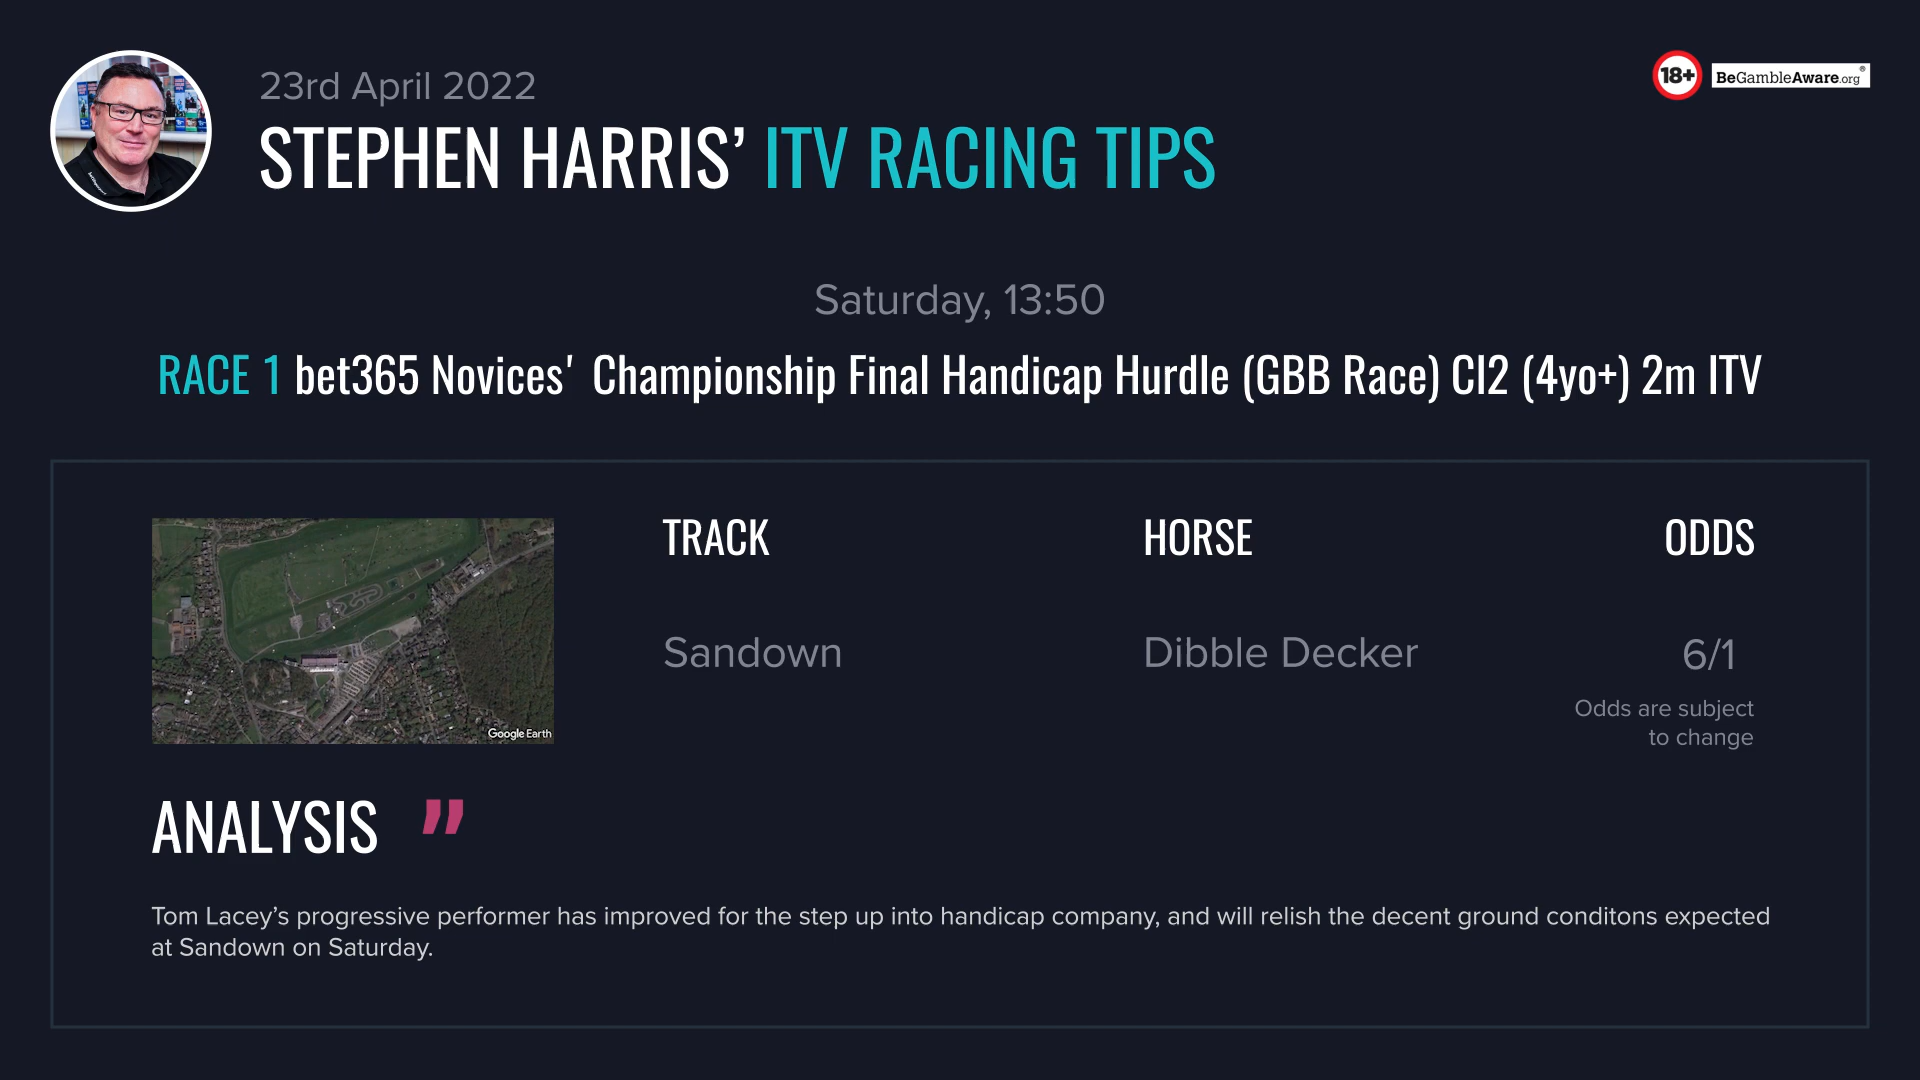 23rd April 2022
STEPHEN HARRIS’ ITV RACING TIPS
18+
BeGambleAware.org®
Saturday, 13:50
RACE 1 bet365 Novices' Championship Final Handicap Hurdle (GBB Race) Cl2 (4yo+) 2m ITV
TRACK
HORSE
ODDS
Sandown
Dibble Decker
6/1
Odds are subject
to change
Google Earth
ANALYSIS ”
Tom Lacey’s progressive performer has improved for the step up into handicap company, and will relish the decent ground conditons expected
at Sandown on Saturday.